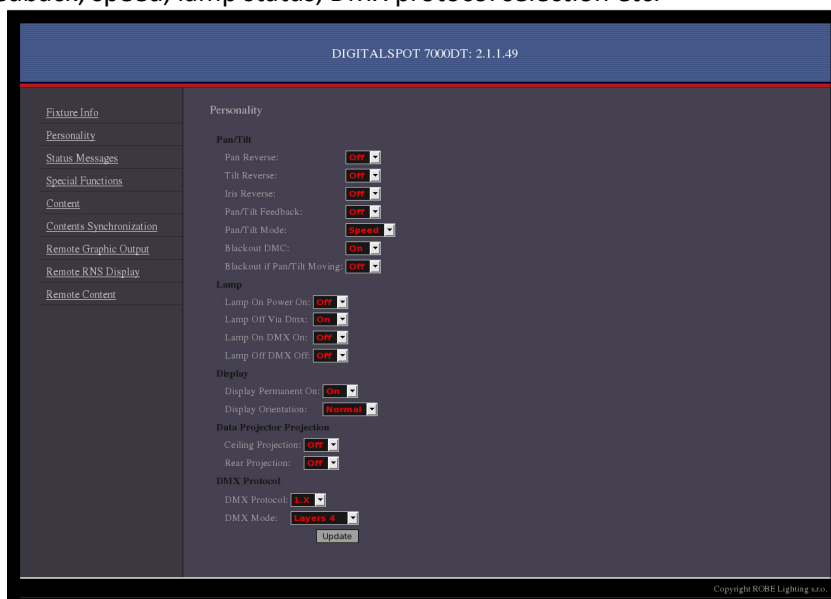 speed, lamp status, DMX protocol selection etc.
DIGITALSPOT 7000DT: 2.1.1.49
Fixture Info
Personality
Status Messages
Special Functions
Content
Contents Synchronization
Remote Graphic Output
Remote RNS Display
Remote Content
Personality
Pan/Tilt
Pan Reverse: Off
Tilt Reverse: Off
Iris Reverse: Off
Pan/Tilt Feedback: Off
Pan/Tilt Mode: Speed
Blackout DMC: On
Blackout if Pan/Tilt Moving: Off
Lamp
Lamp On Power On: Off
Lamp Off Via Dmx: On
Lamp On DMX On: Off
Lamp Off DMX Off: Off
Display
Display Permanent On: On
Display Orientation: Normal
Data Projector Projection
Ceiling Projection: Off
Rear Projection: Off
DMX Protocol
DMX Protocol: 1.X
DMX Mode: Layers 4
Update
Copyright ROBE Lighting s.r.o.